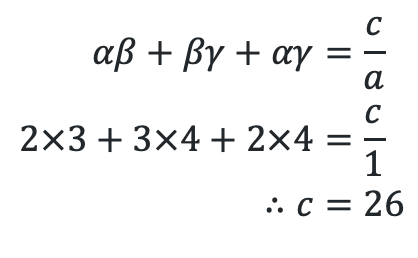 αβ + βγ + αγ = c/a
2×3 + 3×4 + 2×4 = c/1
∴ c = 26